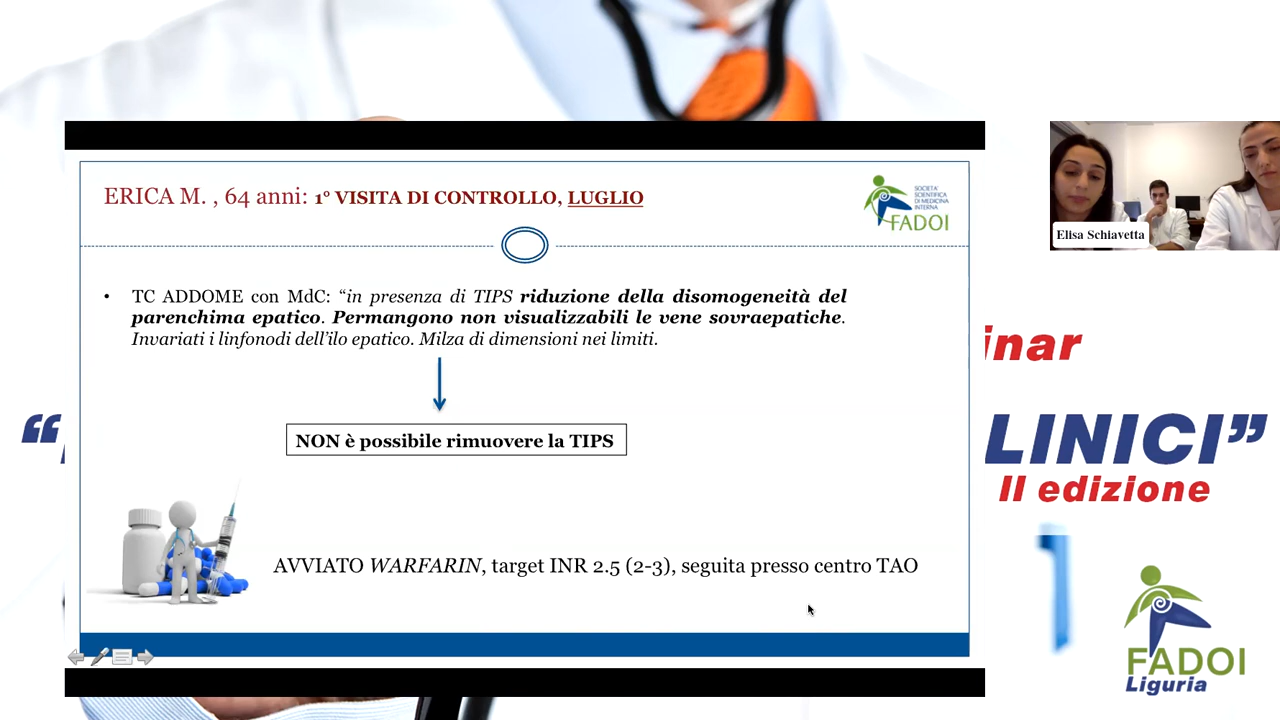 ERICA M. , 64 anni: 1° VISITA DI CONTROLLO, LUGLIO
SOCIETA'
SCIENTIFICA
DI MEDICINA
INTERNA
FADOI
• TC ADDOME con MdC: “in presenza di TIPS riduzione della disomogeneità del
parenchima epatico. Permangono non visualizzabili le vene sovraepatiche.
Invariati i linfonodi dell’ilo epatico. Milza di dimensioni nei limiti.
NON è possibile rimuovere la TIPS
AVVIATO WARFARIN, target INR 2.5 (2-3), seguita presso centro TAO
Elisa Schiavetta
inar
“
LINICI”
II edizione
FADOI
Liguria